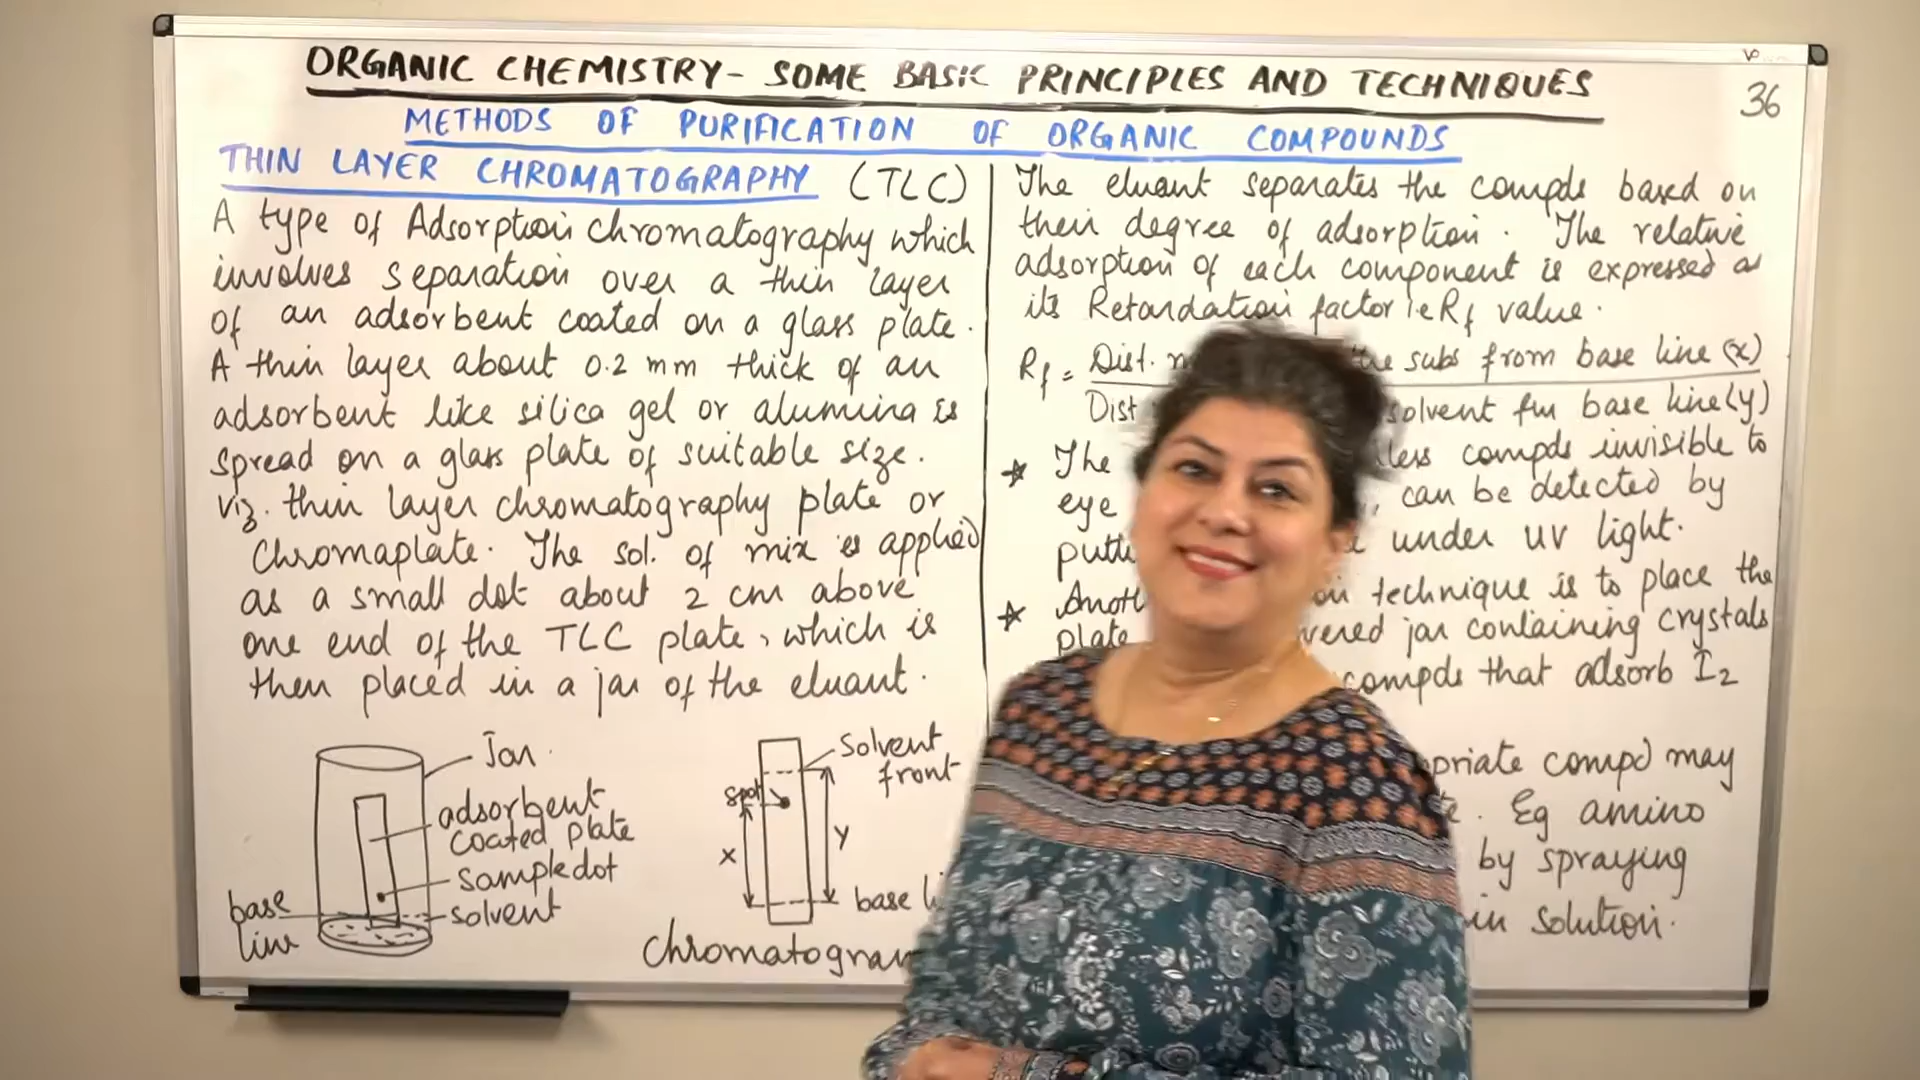 ORGANIC CHEMISTRY- SOME BASIC PRINCIPLES AND TECHNIQUES
36
METHODS OF PURIFICATION OF ORGANIC COMPOUNDS
THIN LAYER CHROMATOGRAPHY (TLC)
A type of Adsorption chromatography which
involves separation over a thin layer
of an adsorbent coated on a glass plate.
A thin layer about 0.2 mm thick of an
adsorbent like silica gel or alumina is
spread on a glass plate of suitable size.
viz. thin layer chromatography plate or
Chromaplate. The sol. of mix is applied
as a small dot about 2 cm above
one end of the TLC plate, which is
then placed in a jar of the eluant.
Jar.
adsorbent
coated plate
sample dot
solvent
base
line
Solvent
front
spot
x
y
base
Chromatogram
The eluant separates the compds based on
their degree of adsorption. The relative
adsorption of each component is expressed as
its Retardation factor i.e Rf value.
Rf = Dist. the subs from base line (x)
Dist solvent fm base line (y)
* The compds invisible to
eye can be detected by
under UV light.
* technique is to place the
plate jar containing crystals
compds that adsorb I2
compd may
Eg amino
by spraying
in solution.